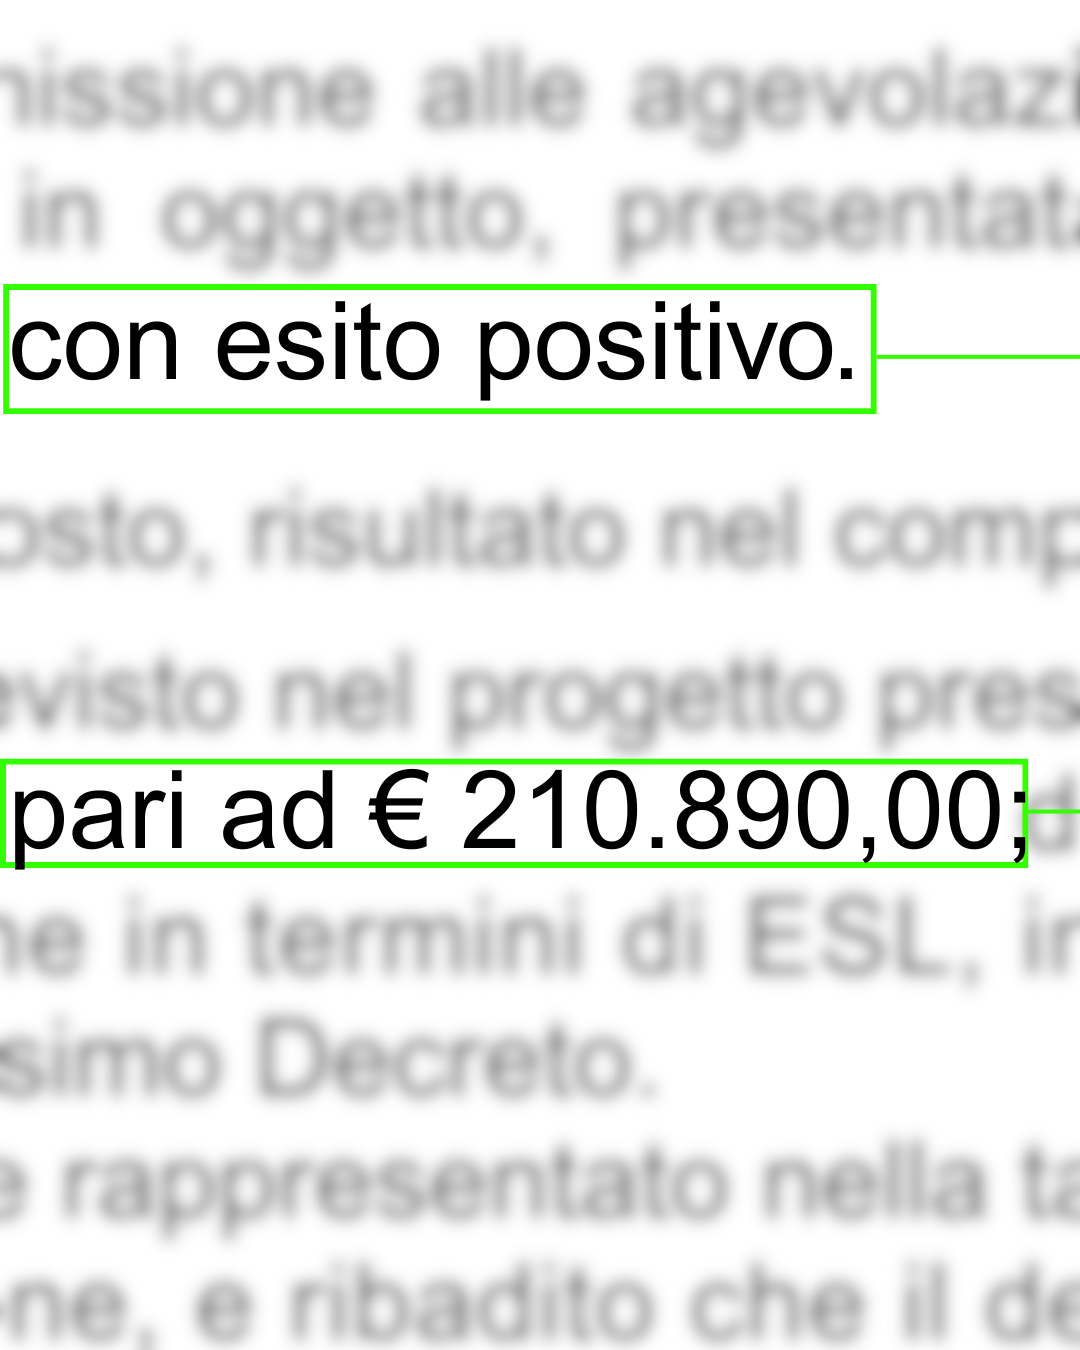 missione alle agevolazi
in oggetto, presentata
con esito positivo.
osto, risultato nel comp
evisto nel progetto pres
pari ad € 210.890,00;d
ne in termini di ESL, in
simo Decreto.
e rappresentato nella ta
ne, e ribadito che il de